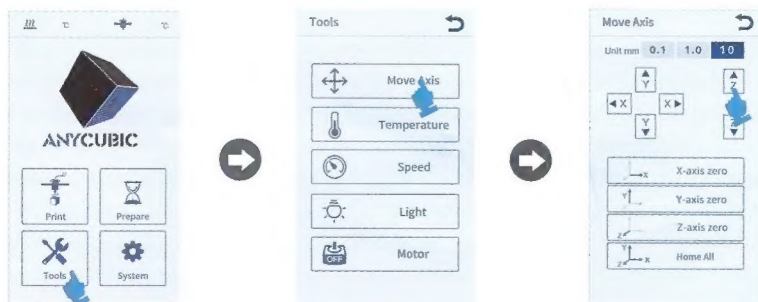 ℃ ℃
ANYCUBIC
Print Prepare
Tools System
Tools
Move Axis
Temperature
Speed
Light
OFF Motor
Move Axis
Unit mm 0.1 1.0 10
Y Z
X X
Y Z
X X-axis zero
Y Y-axis zero
Z Z-axis zero
Y Z X Home All